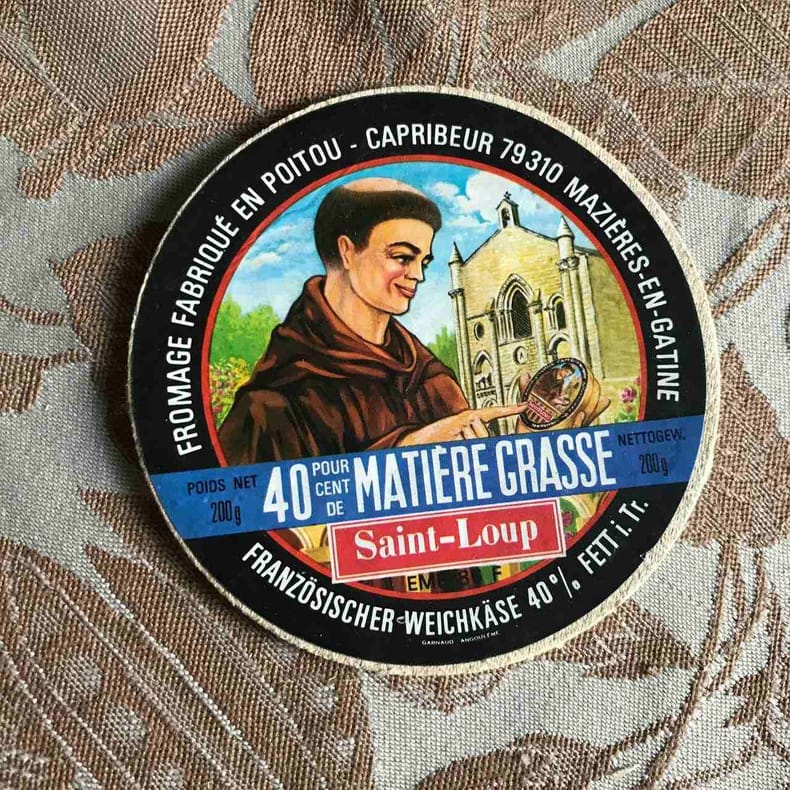 FROMAGE FABRIQUÉ EN POITOU - CAPRIBEUR 79310 MAZIÈRES-EN-GATINE
POIDS NET
200g
40 POUR CENT DE MATIÈRE GRASSE
NETTOGEW.
200g
Saint-Loup
FRANZÖSISCHER-WEICHKÄSE 40% FETT i. Tr.
GARNAUD ANGOULÊME